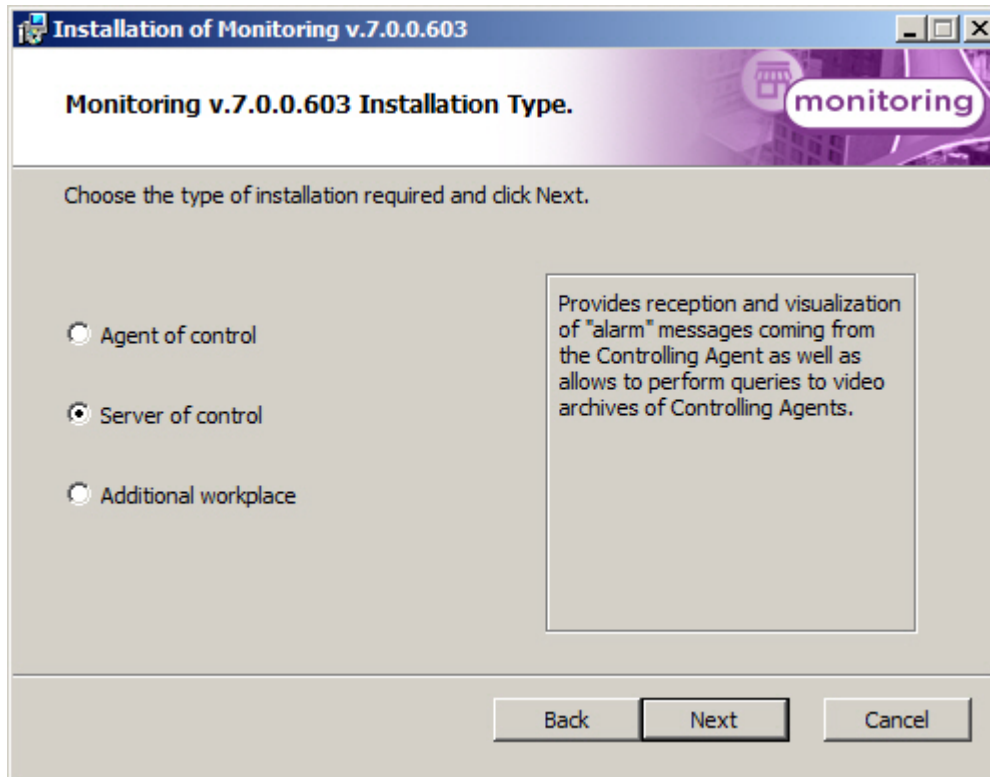 Installation of Monitoring v.7.0.0.603
Monitoring v.7.0.0.603 Installation Type.
monitoring
Choose the type of installation required and click Next.
Agent of control
Server of control
Additional workplace
Provides reception and visualization
of "alarm" messages coming from
the Controlling Agent as well as
allows to perform queries to video
archives of Controlling Agents.
Back
Next
Cancel